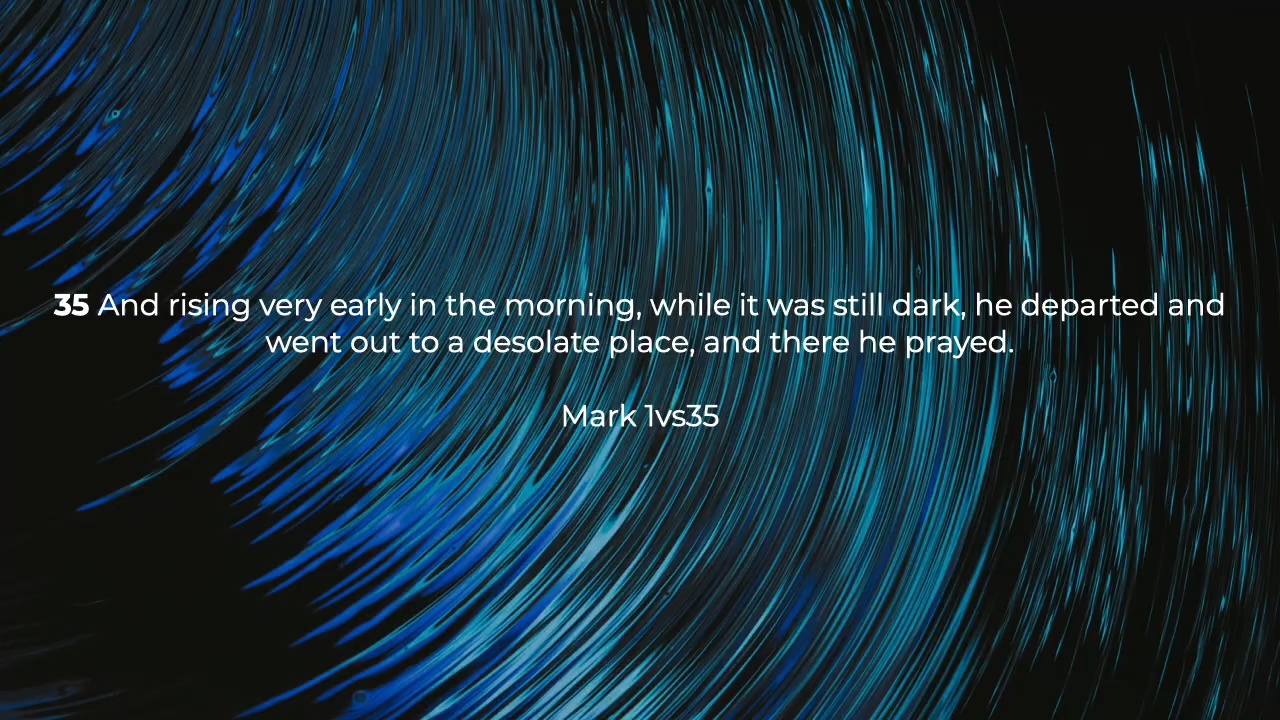 35 And rising very early in the morning, while it was still dark, he departed and
went out to a desolate place, and there he prayed.
Mark 1vs35